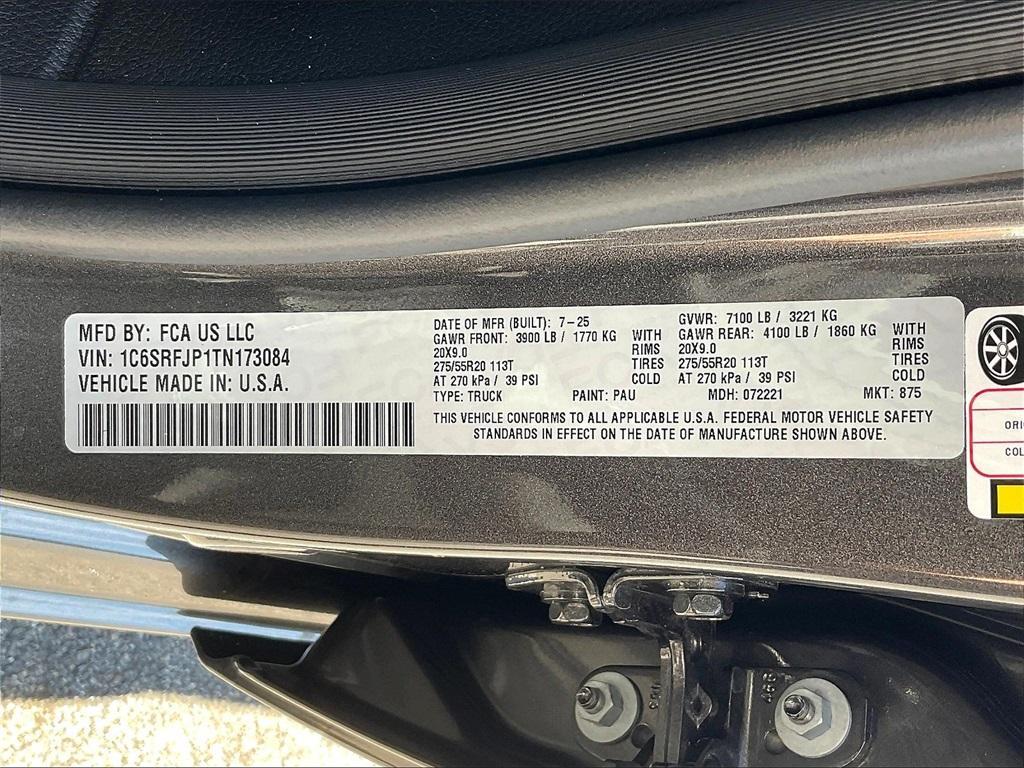 MFD BY: FCA US LLC
VIN: 1C6SRFJP1TN173084
VEHICLE MADE IN: U.S.A.
DATE OF MFR (BUILT): 7-25
GAWR FRONT: 3900 LB / 1770 KG WITH
20X9.0 RIMS
275/55R20 113T TIRES
AT 270 kPa / 39 PSI COLD
GVWR: 7100 LB / 3221 KG
GAWR REAR: 4100 LB / 1860 KG WITH
20X9.0 RIMS
275/55R20 113T TIRES
AT 270 kPa / 39 PSI COLD
TYPE: TRUCK PAINT: PAU MDH: 072221 MKT: 875
THIS VEHICLE CONFORMS TO ALL APPLICABLE U.S.A. FEDERAL MOTOR VEHICLE SAFETY
STANDARDS IN EFFECT ON THE DATE OF MANUFACTURE SHOWN ABOVE.
ORI
COL